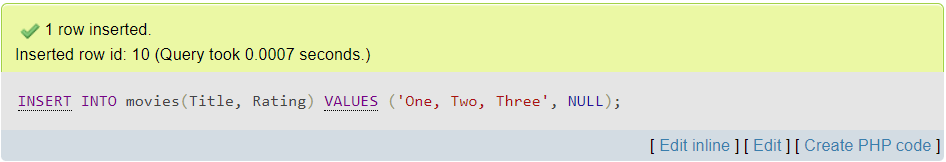 1 row inserted.
Inserted row id: 10 (Query took 0.0007 seconds.)
INSERT INTO movies(Title, Rating) VALUES ('One, Two, Three', NULL);
[ Edit inline ] [ Edit ] [ Create PHP code ]